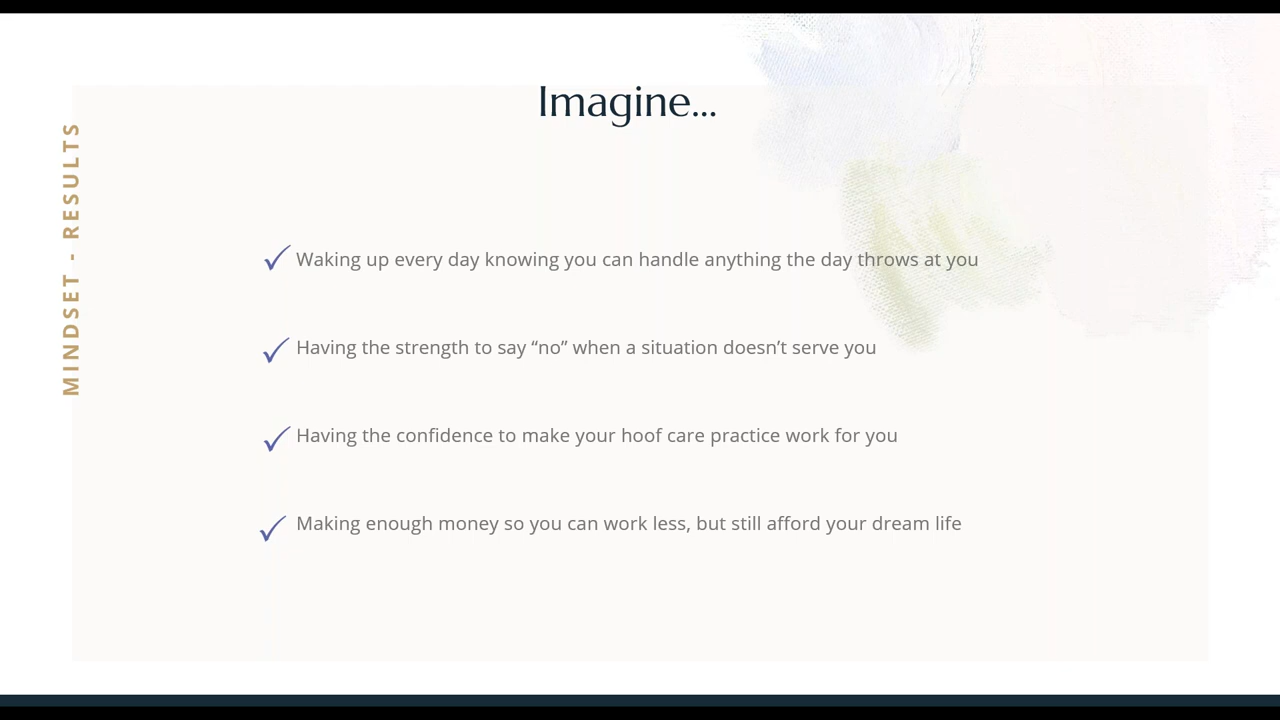 Imagine...
MINDSET - RESULTS
Waking up every day knowing you can handle anything the day throws at you
Having the strength to say “no” when a situation doesn’t serve you
Having the confidence to make your hoof care practice work for you
Making enough money so you can work less, but still afford your dream life